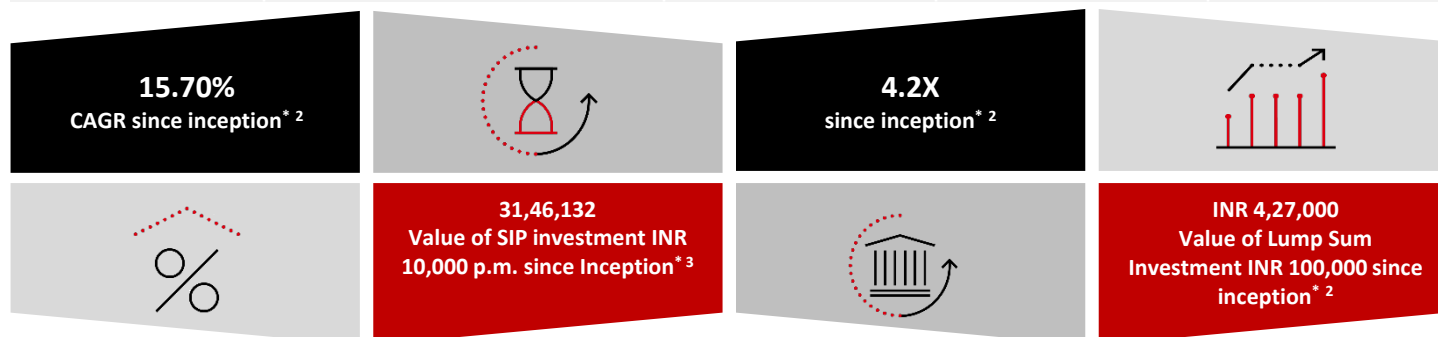 15.70%
CAGR since inception* 2
4.2X
since inception* 2
31,46,132
Value of SIP investment INR
10,000 p.m. since Inception* 3
INR 4,27,000
Value of Lump Sum
Investment INR 100,000 since
inception* 2